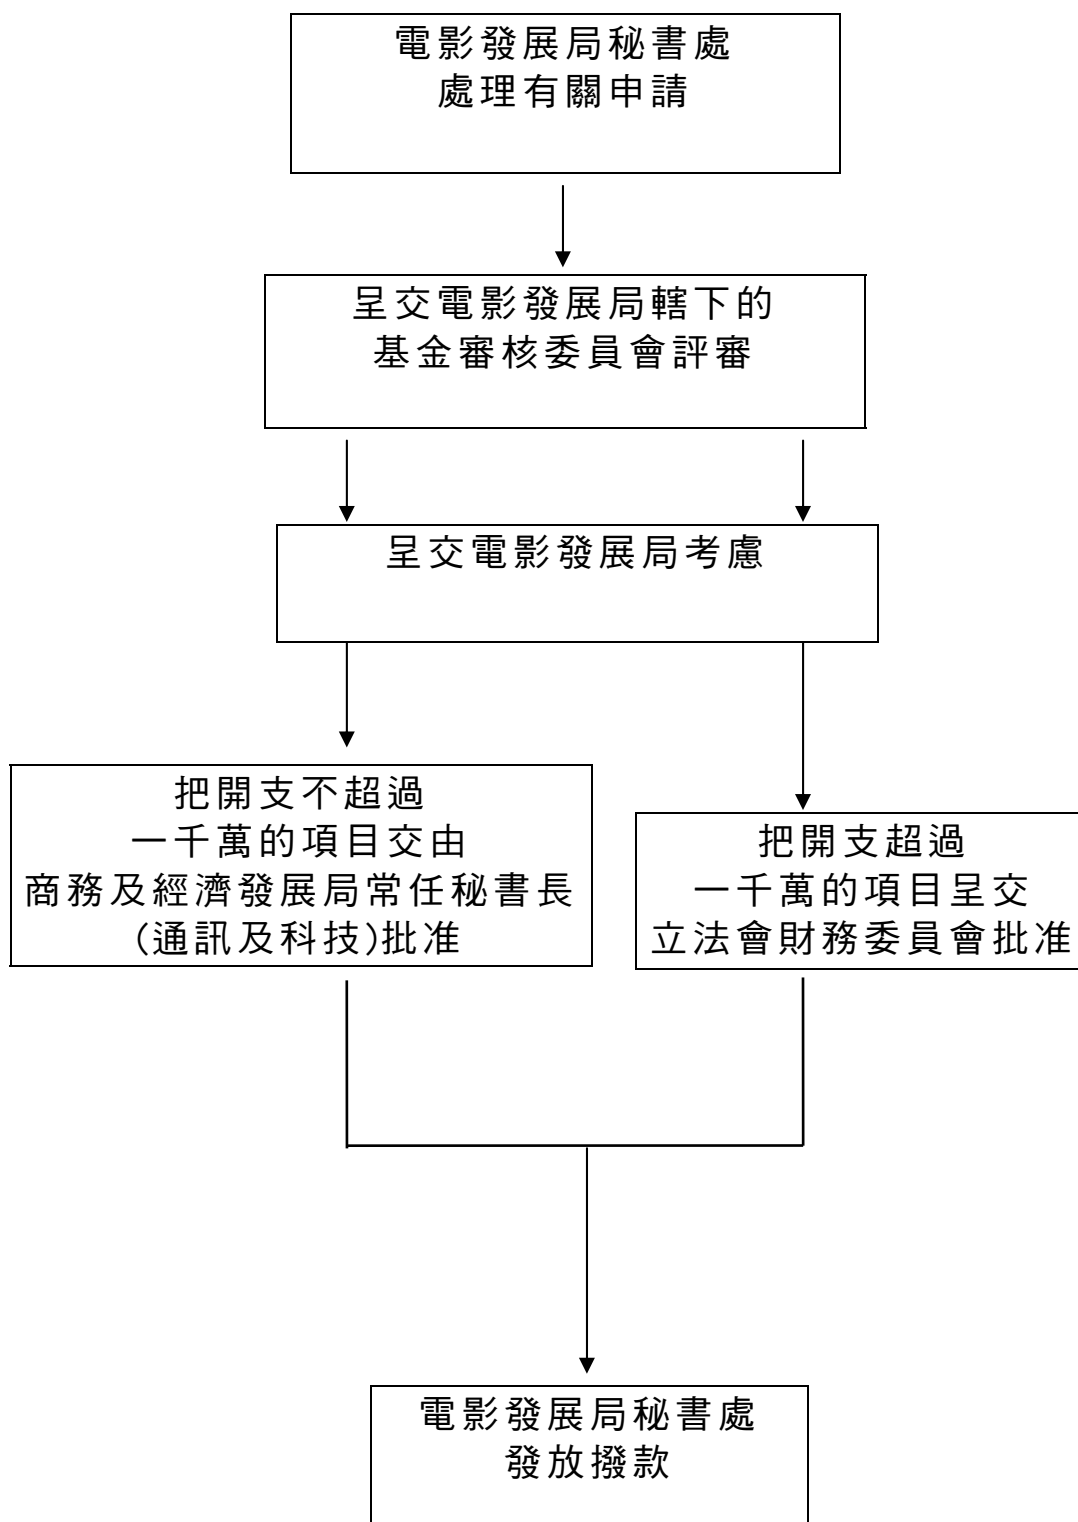 電影發展局秘書處
處理有關申請
呈交電影發展局轄下的
基金審核委員會評審
呈交電影發展局考慮
把開支不超過
一千萬的項目交由
商務及經濟發展局常任秘書長
(通訊及科技)批准
把開支超過
一千萬的項目呈交
立法會財務委員會批准
電影發展局秘書處
發放撥款